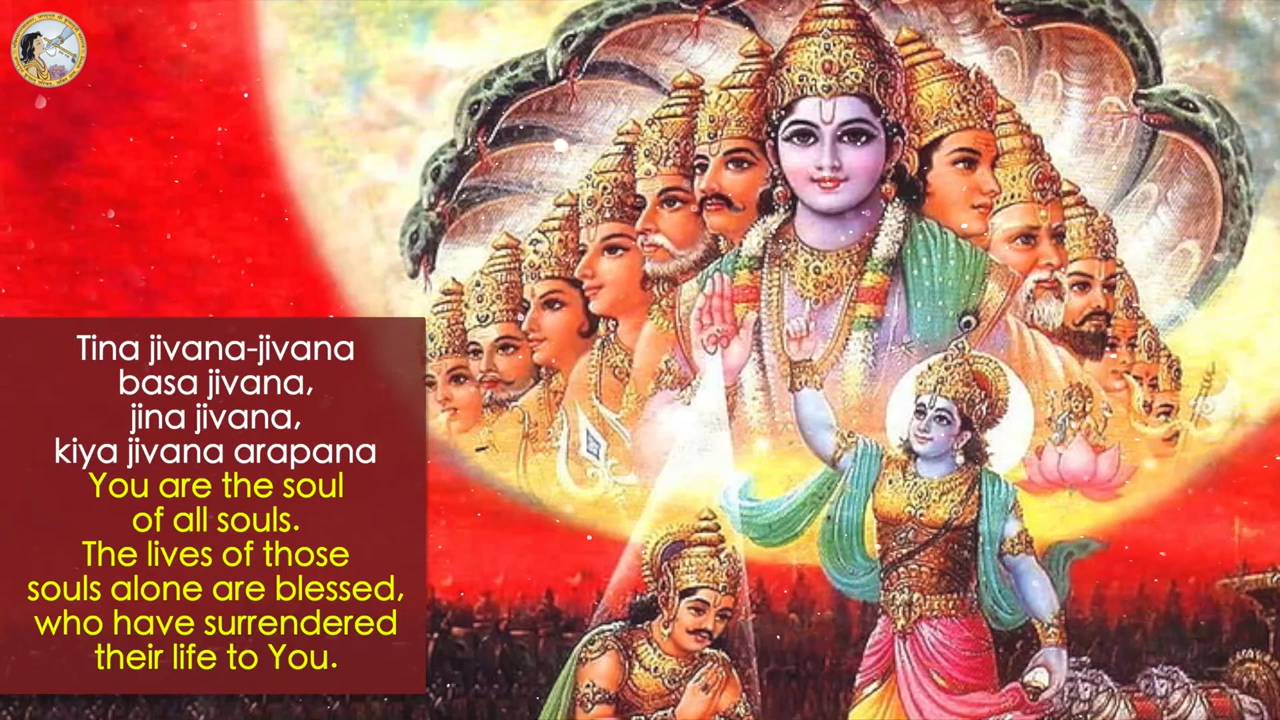 Tina jivana-jivana
basa jivana,
jina jivana,
kiya jivana arapana
You are the soul
of all souls.
The lives of those
souls alone are blessed,
who have surrendered
their life to You.